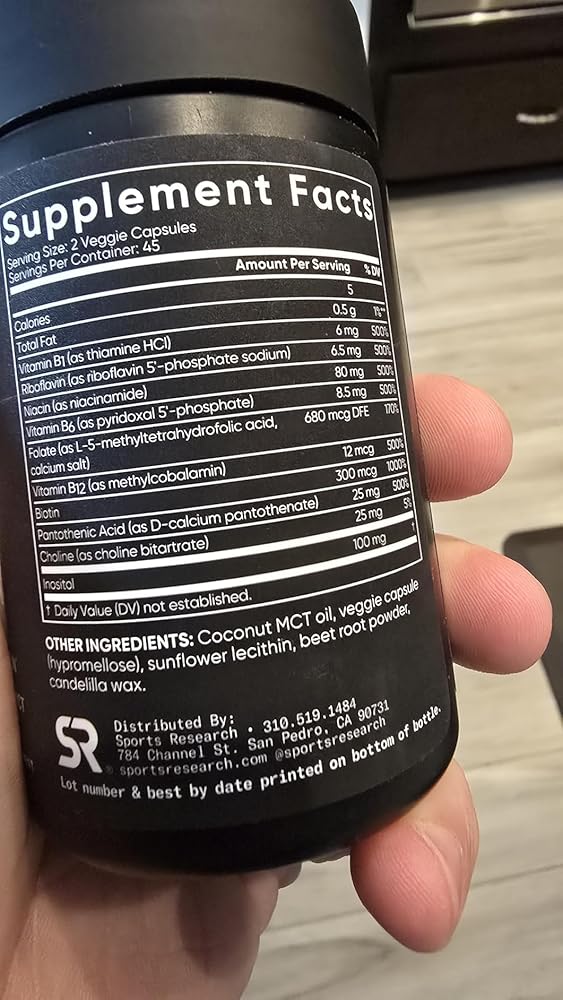 Supplement Facts
Serving Size: 2 Veggie Capsules
Servings Per Container: 45
Amount Per Serving % DV
Calories 5
Total Fat 0.5 g 1%**
Vitamin B1 (as thiamine HCl) 6 mg 500%
Riboflavin (as riboflavin 5'-phosphate sodium) 6.5 mg 500%
Niacin (as niacinamide) 80 mg 500%
Vitamin B6 (as pyridoxal 5'-phosphate) 8.5 mg 500%
Folate (as L-5-methyltetrahydrofolic acid, 680 mcg DFE 170%
calcium salt)
Vitamin B12 (as methylcobalamin) 12 mcg 500%
Biotin 300 mcg 1000%
Pantothenic Acid (as D-calcium pantothenate) 25 mg 500%
Choline (as choline bitartrate) 25 mg 5%
Inositol 100 mg †
† Daily Value (DV) not established.
OTHER INGREDIENTS: Coconut MCT oil, veggie capsule
(hypromellose), sunflower lecithin, beet root powder,
candelilla wax.
SR
Distributed By:
Sports Research • 310.519.1484
784 Channel St. San Pedro, CA 90731
sportsresearch.com @sportsresearch
Lot number & best by date printed on bottom of bottle.